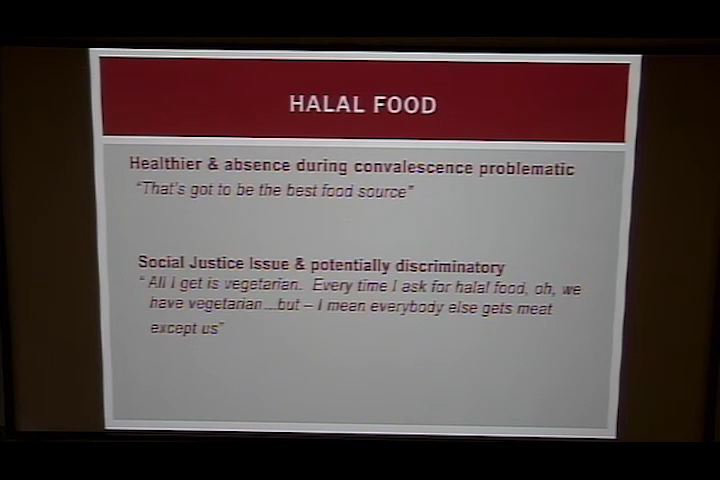 HALAL FOOD
Healthier & absence during convalescence problematic
"That's got to be the best food source"
Social Justice Issue & potentially discriminatory
" All I get is vegetarian. Every time I ask for halal food, oh, we
have vegetarian....but – I mean everybody else gets meat
except us"